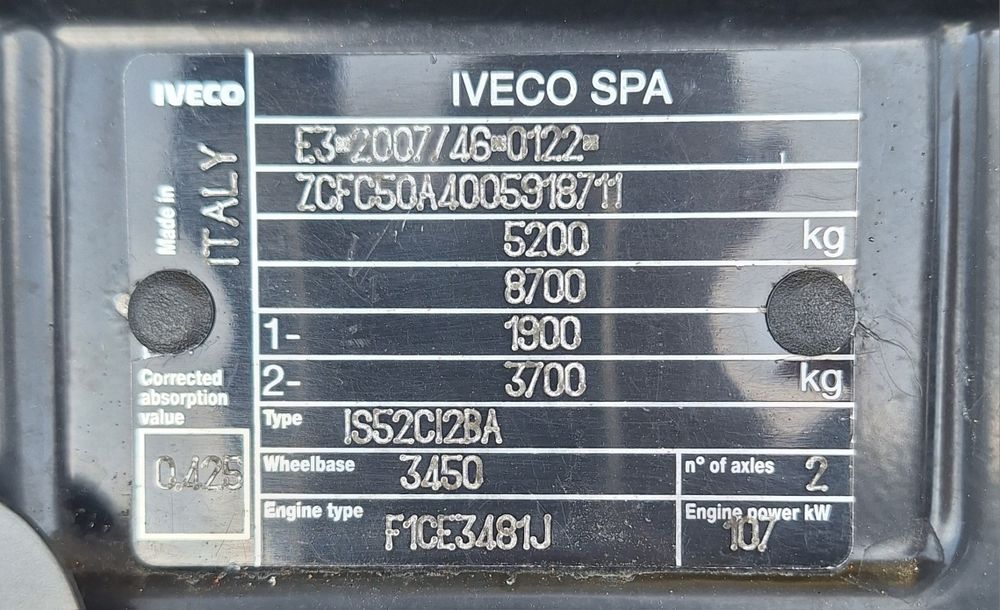 IVECO
IVECO SPA
Made in
ITALY
E3*2007/46*0122*
ZCFC50A4005918711
5200 kg
8700
1- 1900
2- 3700 kg
Corrected
absorption
value
0.425
Type IS52CI2BA
Wheelbase 3450 n° of axles 2
Engine type F1CE3481J Engine power kW 107